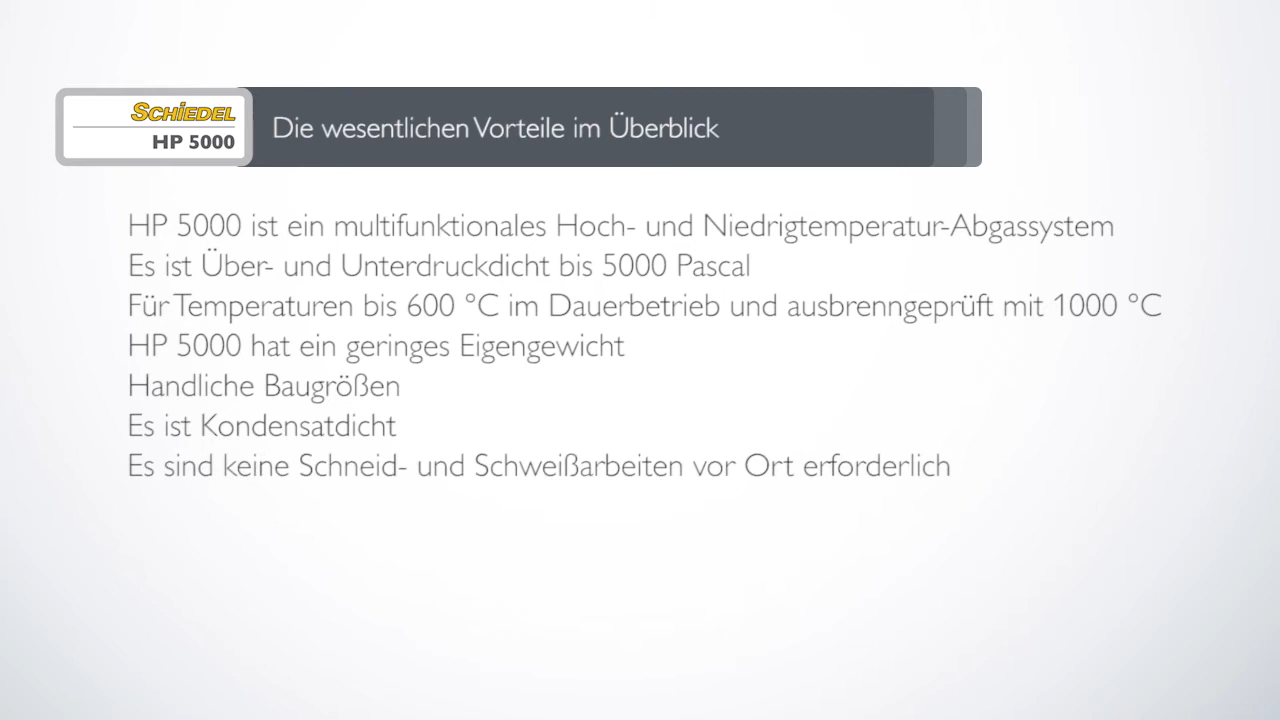 SCHIEDEL
HP 5000
Die wesentlichen Vorteile im Überblick
HP 5000 ist ein multifunktionales Hoch- und Niedrigtemperatur-Abgassystem
Es ist Über- und Unterdruckdicht bis 5000 Pascal
Für Temperaturen bis 600 °C im Dauerbetrieb und ausbrenngeprüft mit 1000 °C
HP 5000 hat ein geringes Eigengewicht
Handliche Baugrößen
Es ist Kondensatdicht
Es sind keine Schneid- und Schweißarbeiten vor Ort erforderlich